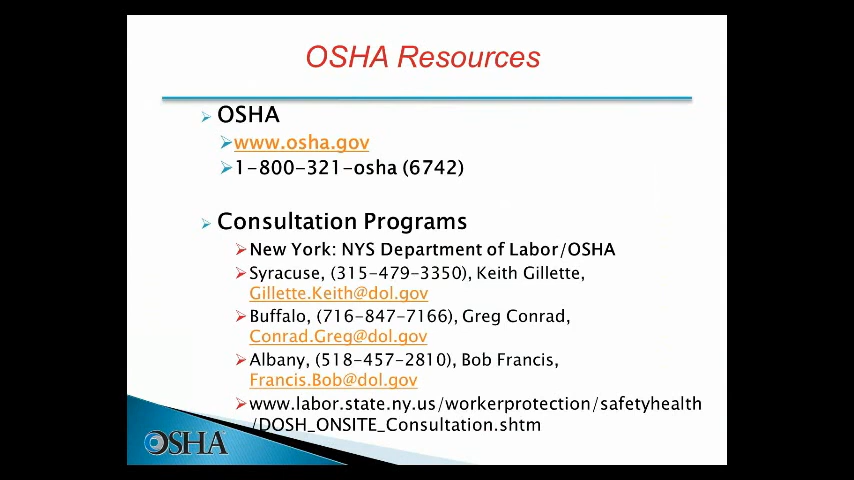 OSHA Resources
OSHA
www.osha.gov
1-800-321-osha (6742)
Consultation Programs
New York: NYS Department of Labor/OSHA
Syracuse, (315-479-3350), Keith Gillette,
Gillette.Keith@dol.gov
Buffalo, (716-847-7166), Greg Conrad,
Conrad.Greg@dol.gov
Albany, (518-457-2810), Bob Francis,
Francis.Bob@dol.gov
www.labor.state.ny.us/workerprotection/safetyhealth
/DOSH_ONSITE_Consultation.shtm
OSHA